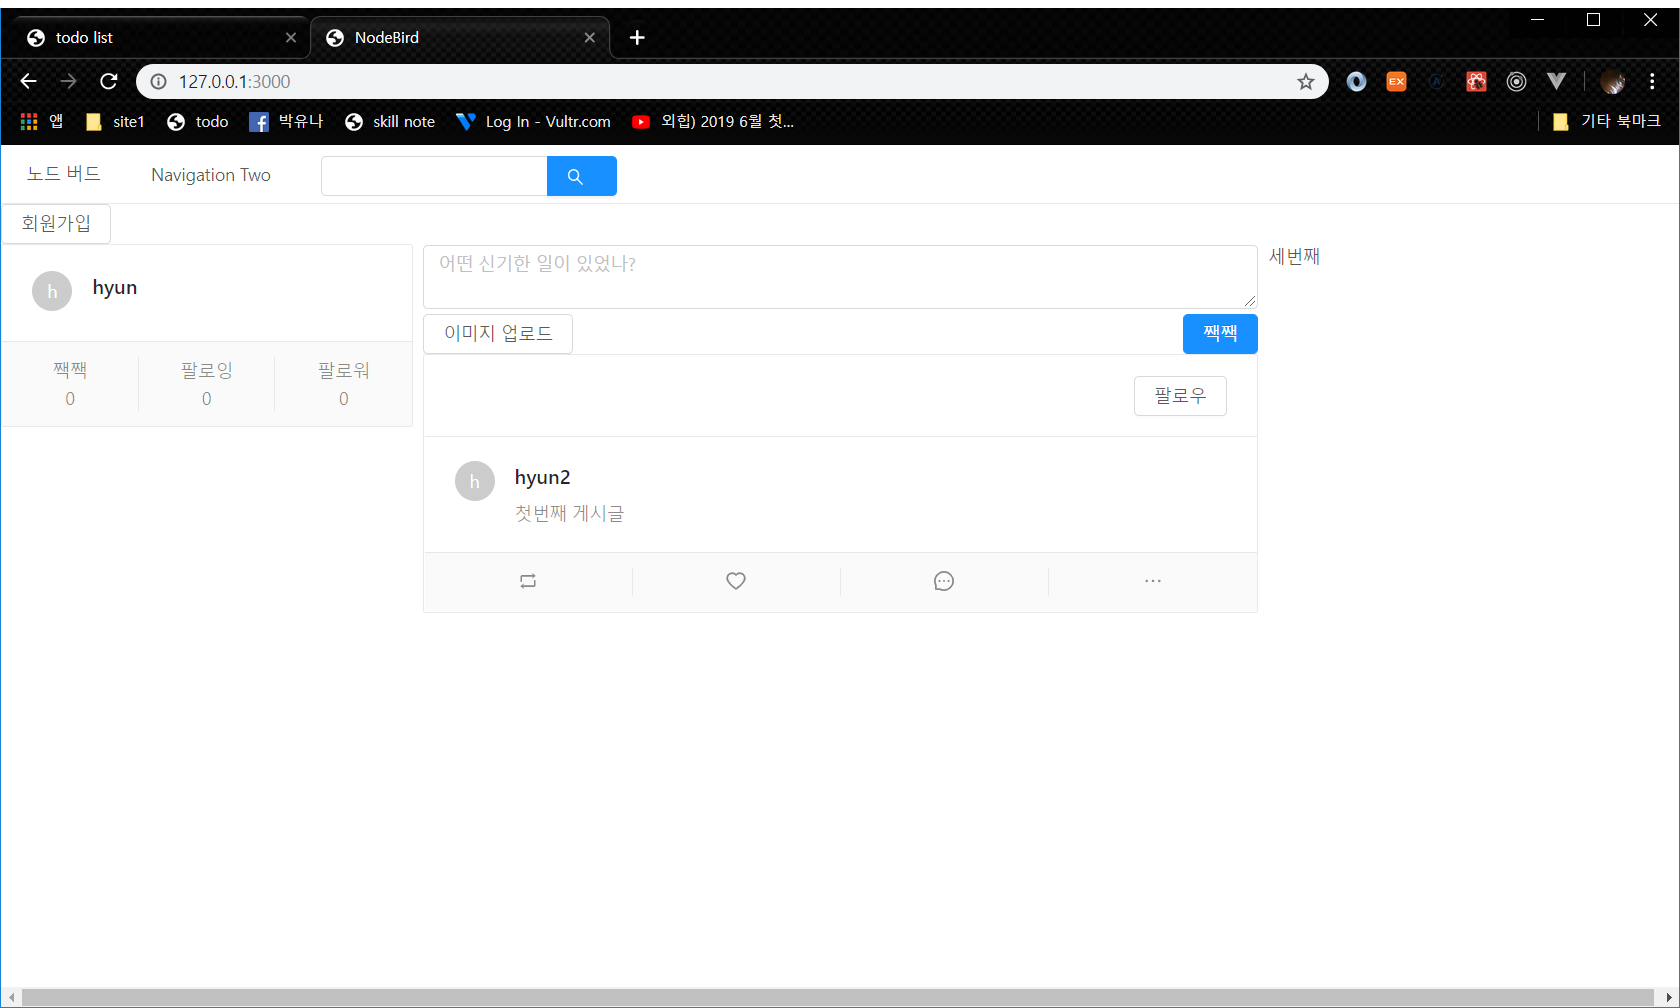 todo list
NodeBird
127.0.0.1:3000
EX
앱 site1 todo 박유나 skill note Log In - Vultr.com 외힙) 2019 6월 첫... 기타 북마크
노드 버드 Navigation Two
회원가입
h hyun
짹짹 팔로잉 팔로워
0 0 0
어떤 신기한 일이 있었나?
세번째
이미지 업로드 짹짹
팔로우
h hyun2
첫번째 게시글